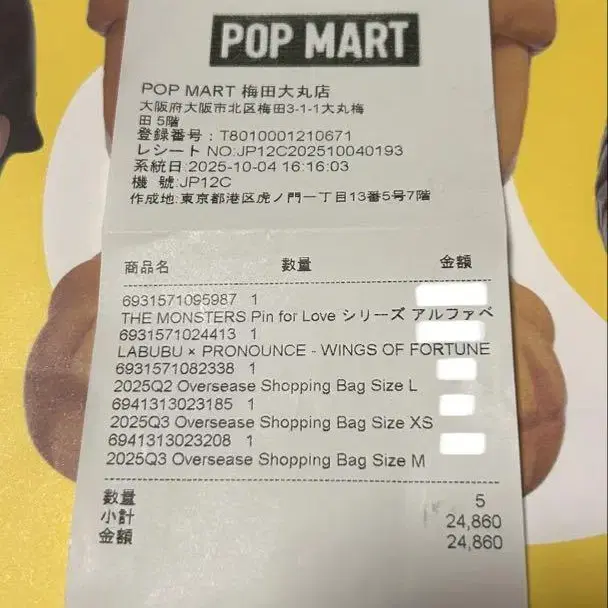 POP MART
POP MART 梅田大丸店
大阪府大阪市北区梅田3-1-1大丸梅
田 5階
登録番号：T8010001210671
レシート NO:JP12C202510040193
系統日:2025-10-04 16:16:03
機 號:JP12C
作成地:東京都港区虎ノ門一丁目13番5号7階
商品名 数量 金額
6931571095987 1
THE MONSTERS Pin for Love シリーズ アルファベ
6931571024413 1
LABUBU × PRONOUNCE - WINGS OF FORTUNE
6931571082338 1
2025Q2 Oversease Shopping Bag Size L
6941313023185 1
2025Q3 Oversease Shopping Bag Size XS
6941313023208 1
2025Q3 Oversease Shopping Bag Size M
数量 5
小計 24,860
金額 24,860